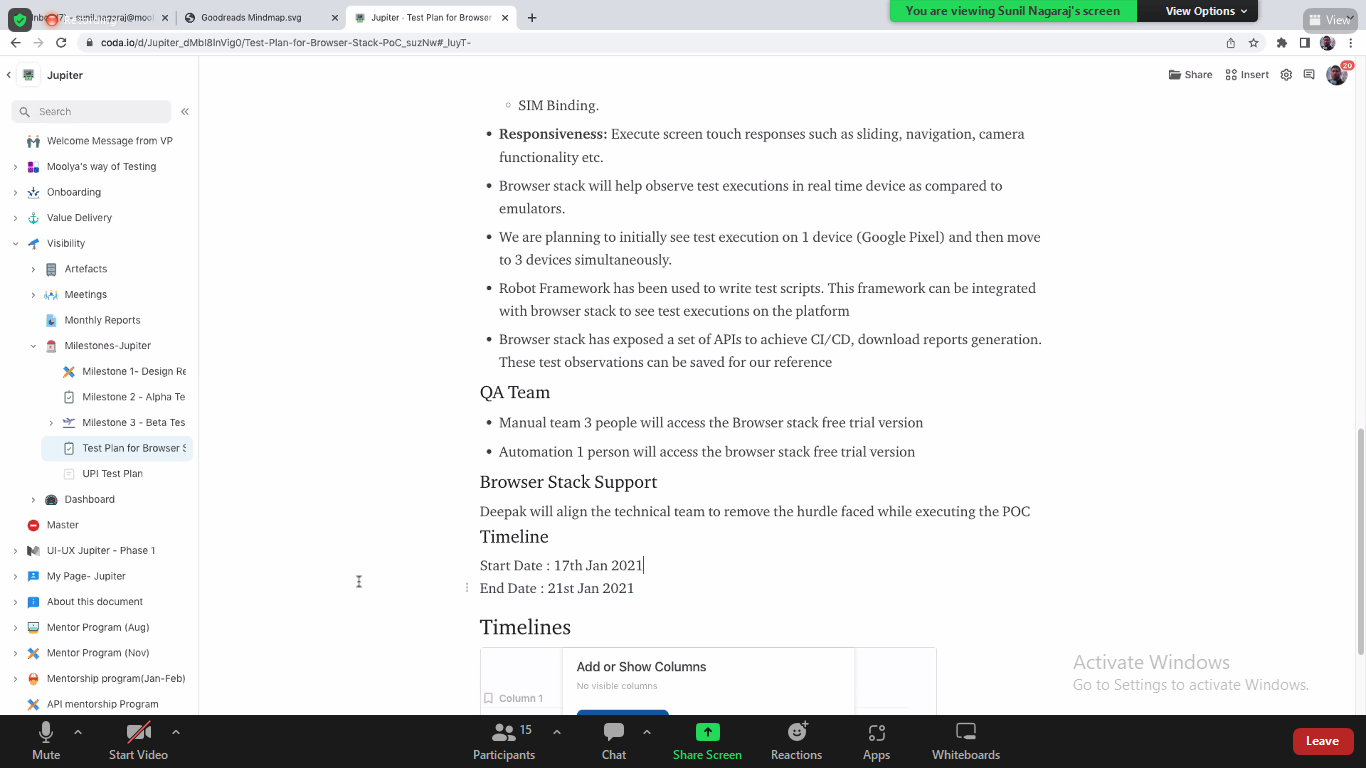 You are viewing Sunil Nagaraj's screen
View Options
View
Goodreads Mindmap.svg
Jupiter · Test Plan for Browser
coda.io/d/Jupiter_dMbl8lnVig0/Test-Plan-for-Browser-Stack-PoC_suzNw#_luyT-
Jupiter
Share
Insert
20
Search
Welcome Message from VP
Moolya's way of Testing
Onboarding
Value Delivery
Visibility
Artefacts
Meetings
Monthly Reports
Milestones-Jupiter
Milestone 1- Design Re
Milestone 2 - Alpha Te
Milestone 3 - Beta Tes
Test Plan for Browser S
UPI Test Plan
Dashboard
Master
UI-UX Jupiter - Phase 1
My Page- Jupiter
About this document
Mentor Program (Aug)
Mentor Program (Nov)
Mentorship program(Jan-Feb)
API mentorship Program
SIM Binding.
Responsiveness: Execute screen touch responses such as sliding, navigation, camera
functionality etc.
Browser stack will help observe test executions in real time device as compared to
emulators.
We are planning to initially see test execution on 1 device (Google Pixel) and then move
to 3 devices simultaneously.
Robot Framework has been used to write test scripts. This framework can be integrated
with browser stack to see test executions on the platform
Browser stack has exposed a set of APIs to achieve CI/CD, download reports generation.
These test observations can be saved for our reference
QA Team
Manual team 3 people will access the Browser stack free trial version
Automation 1 person will access the browser stack free trial version
Browser Stack Support
Deepak will align the technical team to remove the hurdle faced while executing the POC
Timeline
Start Date : 17th Jan 2021
End Date : 21st Jan 2021
Timelines
Add or Show Columns
No visible columns
Column 1
Activate Windows
Go to Settings to activate Windows.
Mute
Start Video
Participants
15
Chat
Share Screen
Reactions
Apps
Whiteboards
Leave